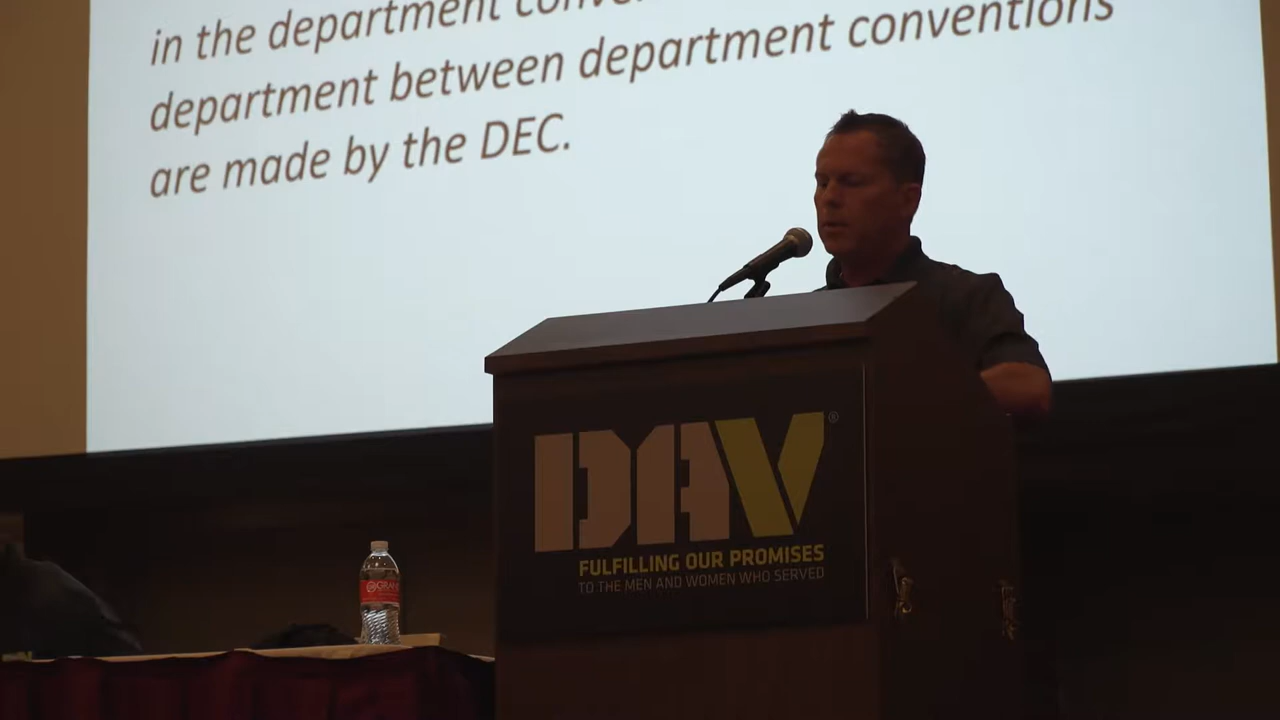 in the department
department between department conventions
are made by the DEC.
DAV®
FULFILLING OUR PROMISES
TO THE MEN AND WOMEN WHO SERVED